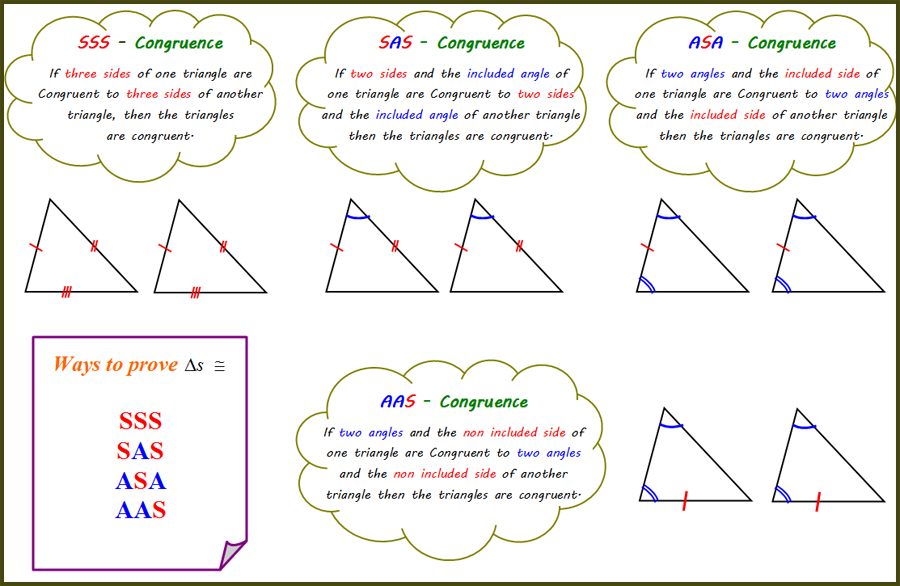 SSS - Congruence
If three sides of one triangle are
Congruent to three sides of another
triangle, then the triangles
are congruent.
SAS - Congruence
If two sides and the included angle of
one triangle are Congruent to two sides
and the included angle of another triangle
then the triangles are congruent.
ASA - Congruence
If two angles and the included side of
one triangle are Congruent to two angles
and the included side of another triangle
then the triangles are congruent.
Ways to prove Δs ≅
SSS
SAS
ASA
AAS
AAS - Congruence
If two angles and the non included side of
one triangle are Congruent to two angles
and the non included side of another
triangle then the triangles are congruent.